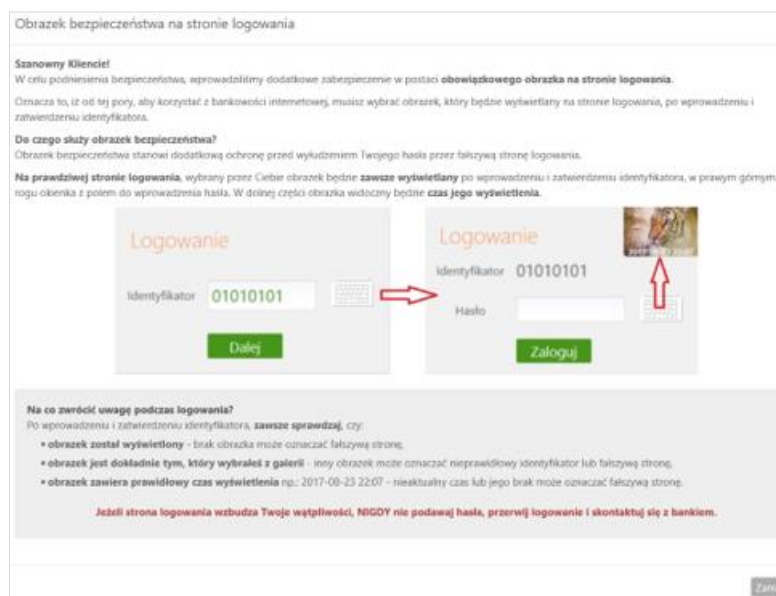 Obrazek bezpieczeństwa na stronie logowania
Szanowny Kliencie!
W celu podniesienia bezpieczeństwa, wprowadziliśmy dodatkowe zabezpieczenie w postaci obowiązkowego obrazka na stronie logowania.
Oznacza to, iż od tej pory, aby korzystać z bankowości internetowej, musisz wybrać obrazek, który będzie wyświetlany na stronie logowania, po wprowadzeniu i
zatwierdzeniu identyfikatora.
Do czego służy obrazek bezpieczeństwa?
Obrazek bezpieczeństwa stanowi dodatkową ochronę przed wyłudzeniem Twojego hasła przez fałszywą stronę logowania.
Na prawdziwej stronie logowania, wybrany przez Ciebie obrazek będzie zawsze wyświetlany po wprowadzeniu i zatwierdzeniu identyfikatora, w prawym górnym
rogu okienka z polem do wprowadzenia hasła. W dolnej części obrazka widoczny będzie czas jego wyświetlenia.
Logowanie
Identyfikator 01010101
Dalej
Logowanie
Identyfikator 01010101
Hasło
Zaloguj
Na co zwrócić uwagę podczas logowania?
Po wprowadzeniu i zatwierdzeniu identyfikatora, zawsze sprawdzaj, czy:
• obrazek został wyświetlony - brak obrazka może oznaczać fałszywą stronę,
• obrazek jest dokładnie tym, który wybrałeś z galerii - inny obrazek może oznaczać nieprawidłowy identyfikator lub fałszywą stronę,
• obrazek zawiera prawidłowy czas wyświetlenia np.: 2017-08-23 22:07 - nieaktualny czas lub jego brak może oznaczać fałszywą stronę.
Jeżeli strona logowania wzbudza Twoje wątpliwości, NIGDY nie podawaj hasła, przerwij logowanie i skontaktuj się z bankiem.